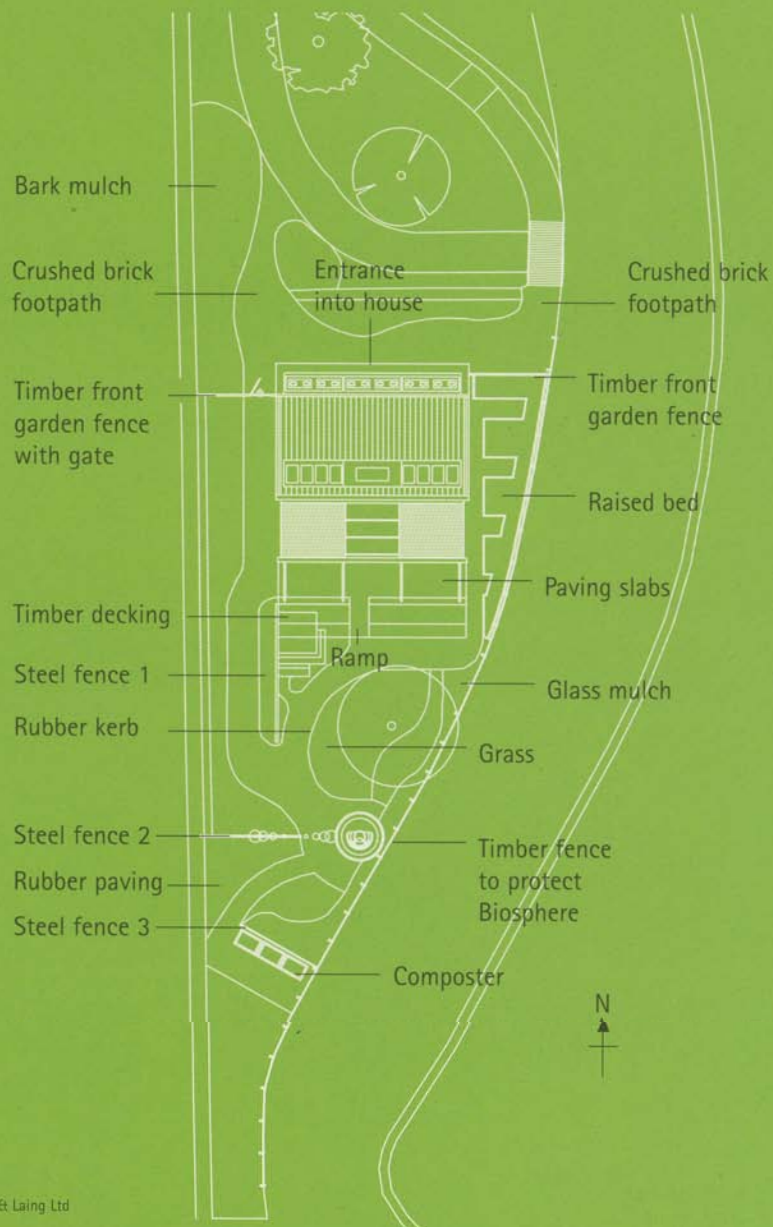 Bark mulch
Crushed brick
footpath
Entrance
into house
Crushed brick
footpath
Timber front
garden fence
with gate
Timber front
garden fence
Raised bed
Paving slabs
Timber decking
Ramp
Steel fence 1
Glass mulch
Rubber kerb
Grass
Steel fence 2
Timber fence
to protect
Biosphere
Rubber paving
Steel fence 3
Composter
N
& Laing Ltd